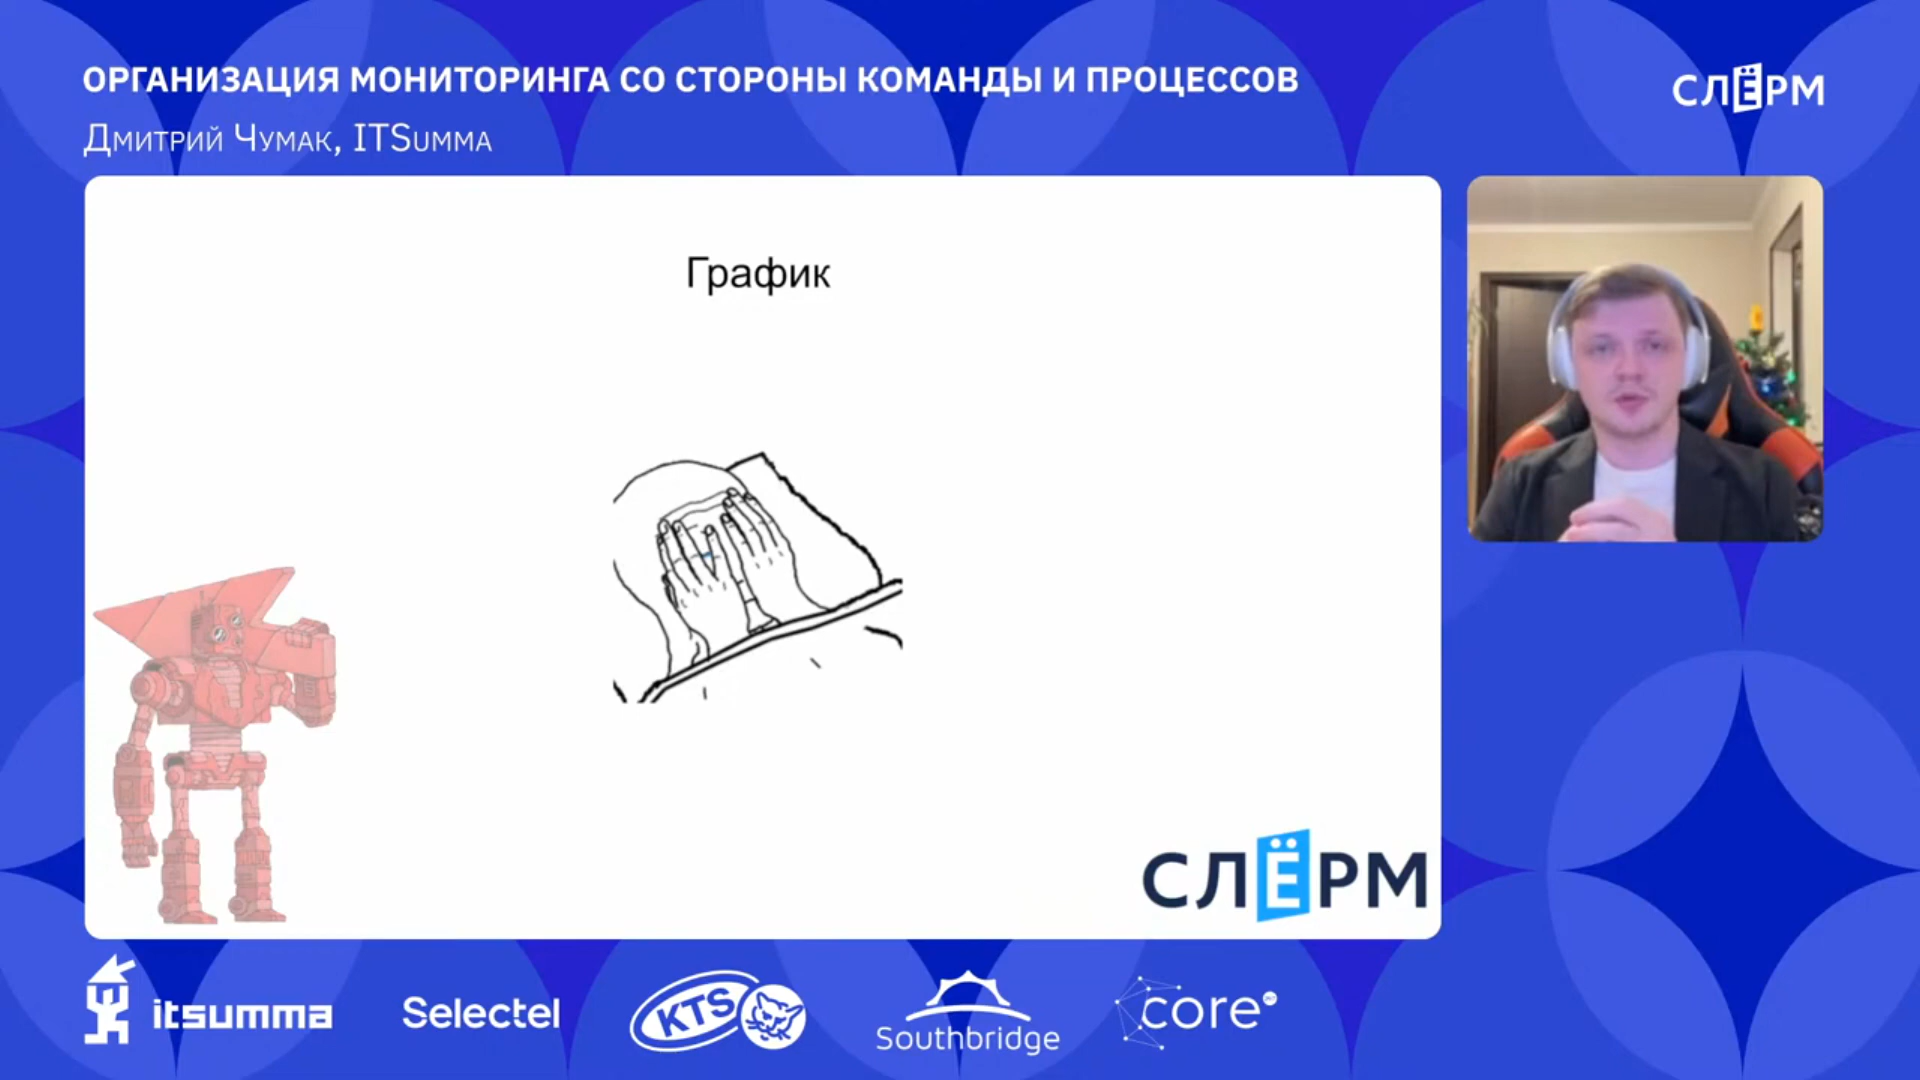 ОРГАНИЗАЦИЯ МОНИТОРИНГА СО СТОРОНЫ КОМАНДЫ И ПРОЦЕССОВ
Дмитрий Чумак, ITSumma
СЛЁРМ
График
СЛЁРМ
itsumma
Selectel
KTS
Southbridge
core